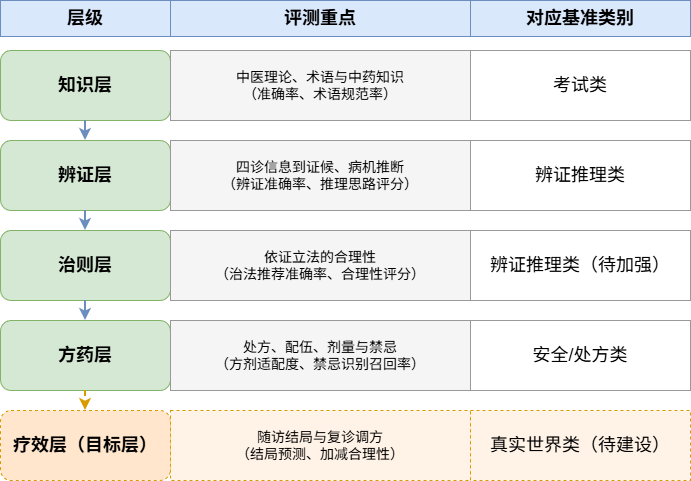 层级
评测重点
对应基准类别
知识层
中医理论、术语与中药知识
（准确率、术语规范率）
考试类
辨证层
四诊信息到证候、病机推断
（辨证准确率、推理思路评分）
辨证推理类
治则层
依证立法的合理性
（治法推荐准确率、合理性评分）
辨证推理类（待加强）
方药层
处方、配伍、剂量与禁忌
（方剂适配度、禁忌识别召回率）
安全/处方类
疗效层（目标层）
随访结局与复诊调方
（结局预测、加减合理性）
真实世界类（待建设）